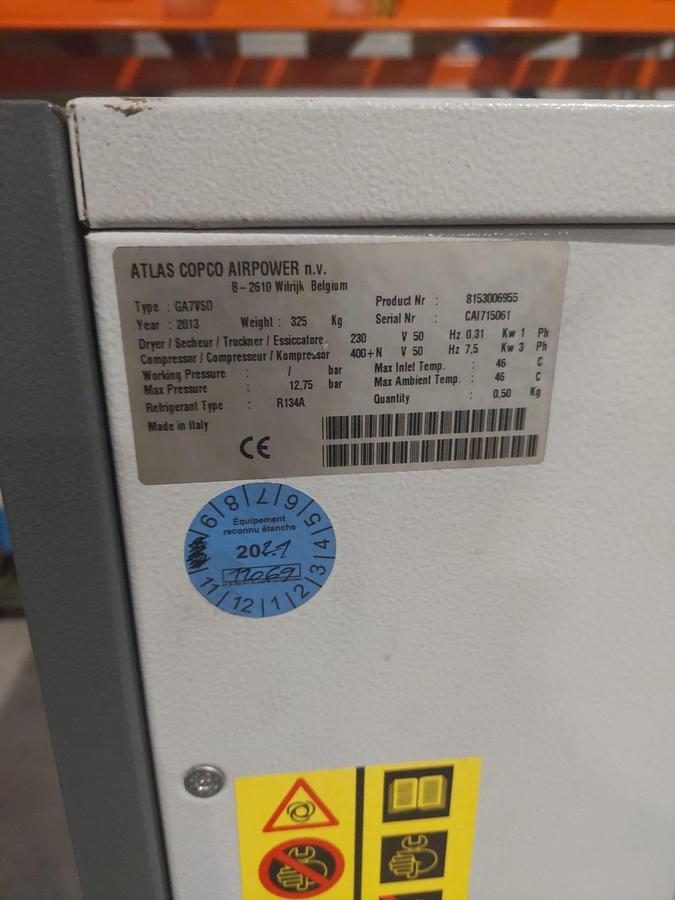 ATLAS COPCO AIRPOWER n.v.
B-2610 Wilrijk Belgium
Type : GA7VSD Product Nr : 8153006955
Year : 2013 Weight : 325 Kg Serial Nr : CAI715061
Dryer / Secheur / Trockner / Essiccatore 230 V 50 Hz 0,31 Kw 1 Ph
Compressor / Compresseur / Kompressor 400+N V 50 Hz 7,5 Kw 3 Ph
Working Pressure : / bar Max Inlet Temp. : 46 C
Max Pressure : 12,75 bar Max Ambient Temp. : 46 C
Refrigerant Type : R134A Quantity : 0,50 Kg
Made in Italy
CE
Équipement
reconnu étanche
2021
11069
1 2 3 4 5 6 7 8 9 11 12